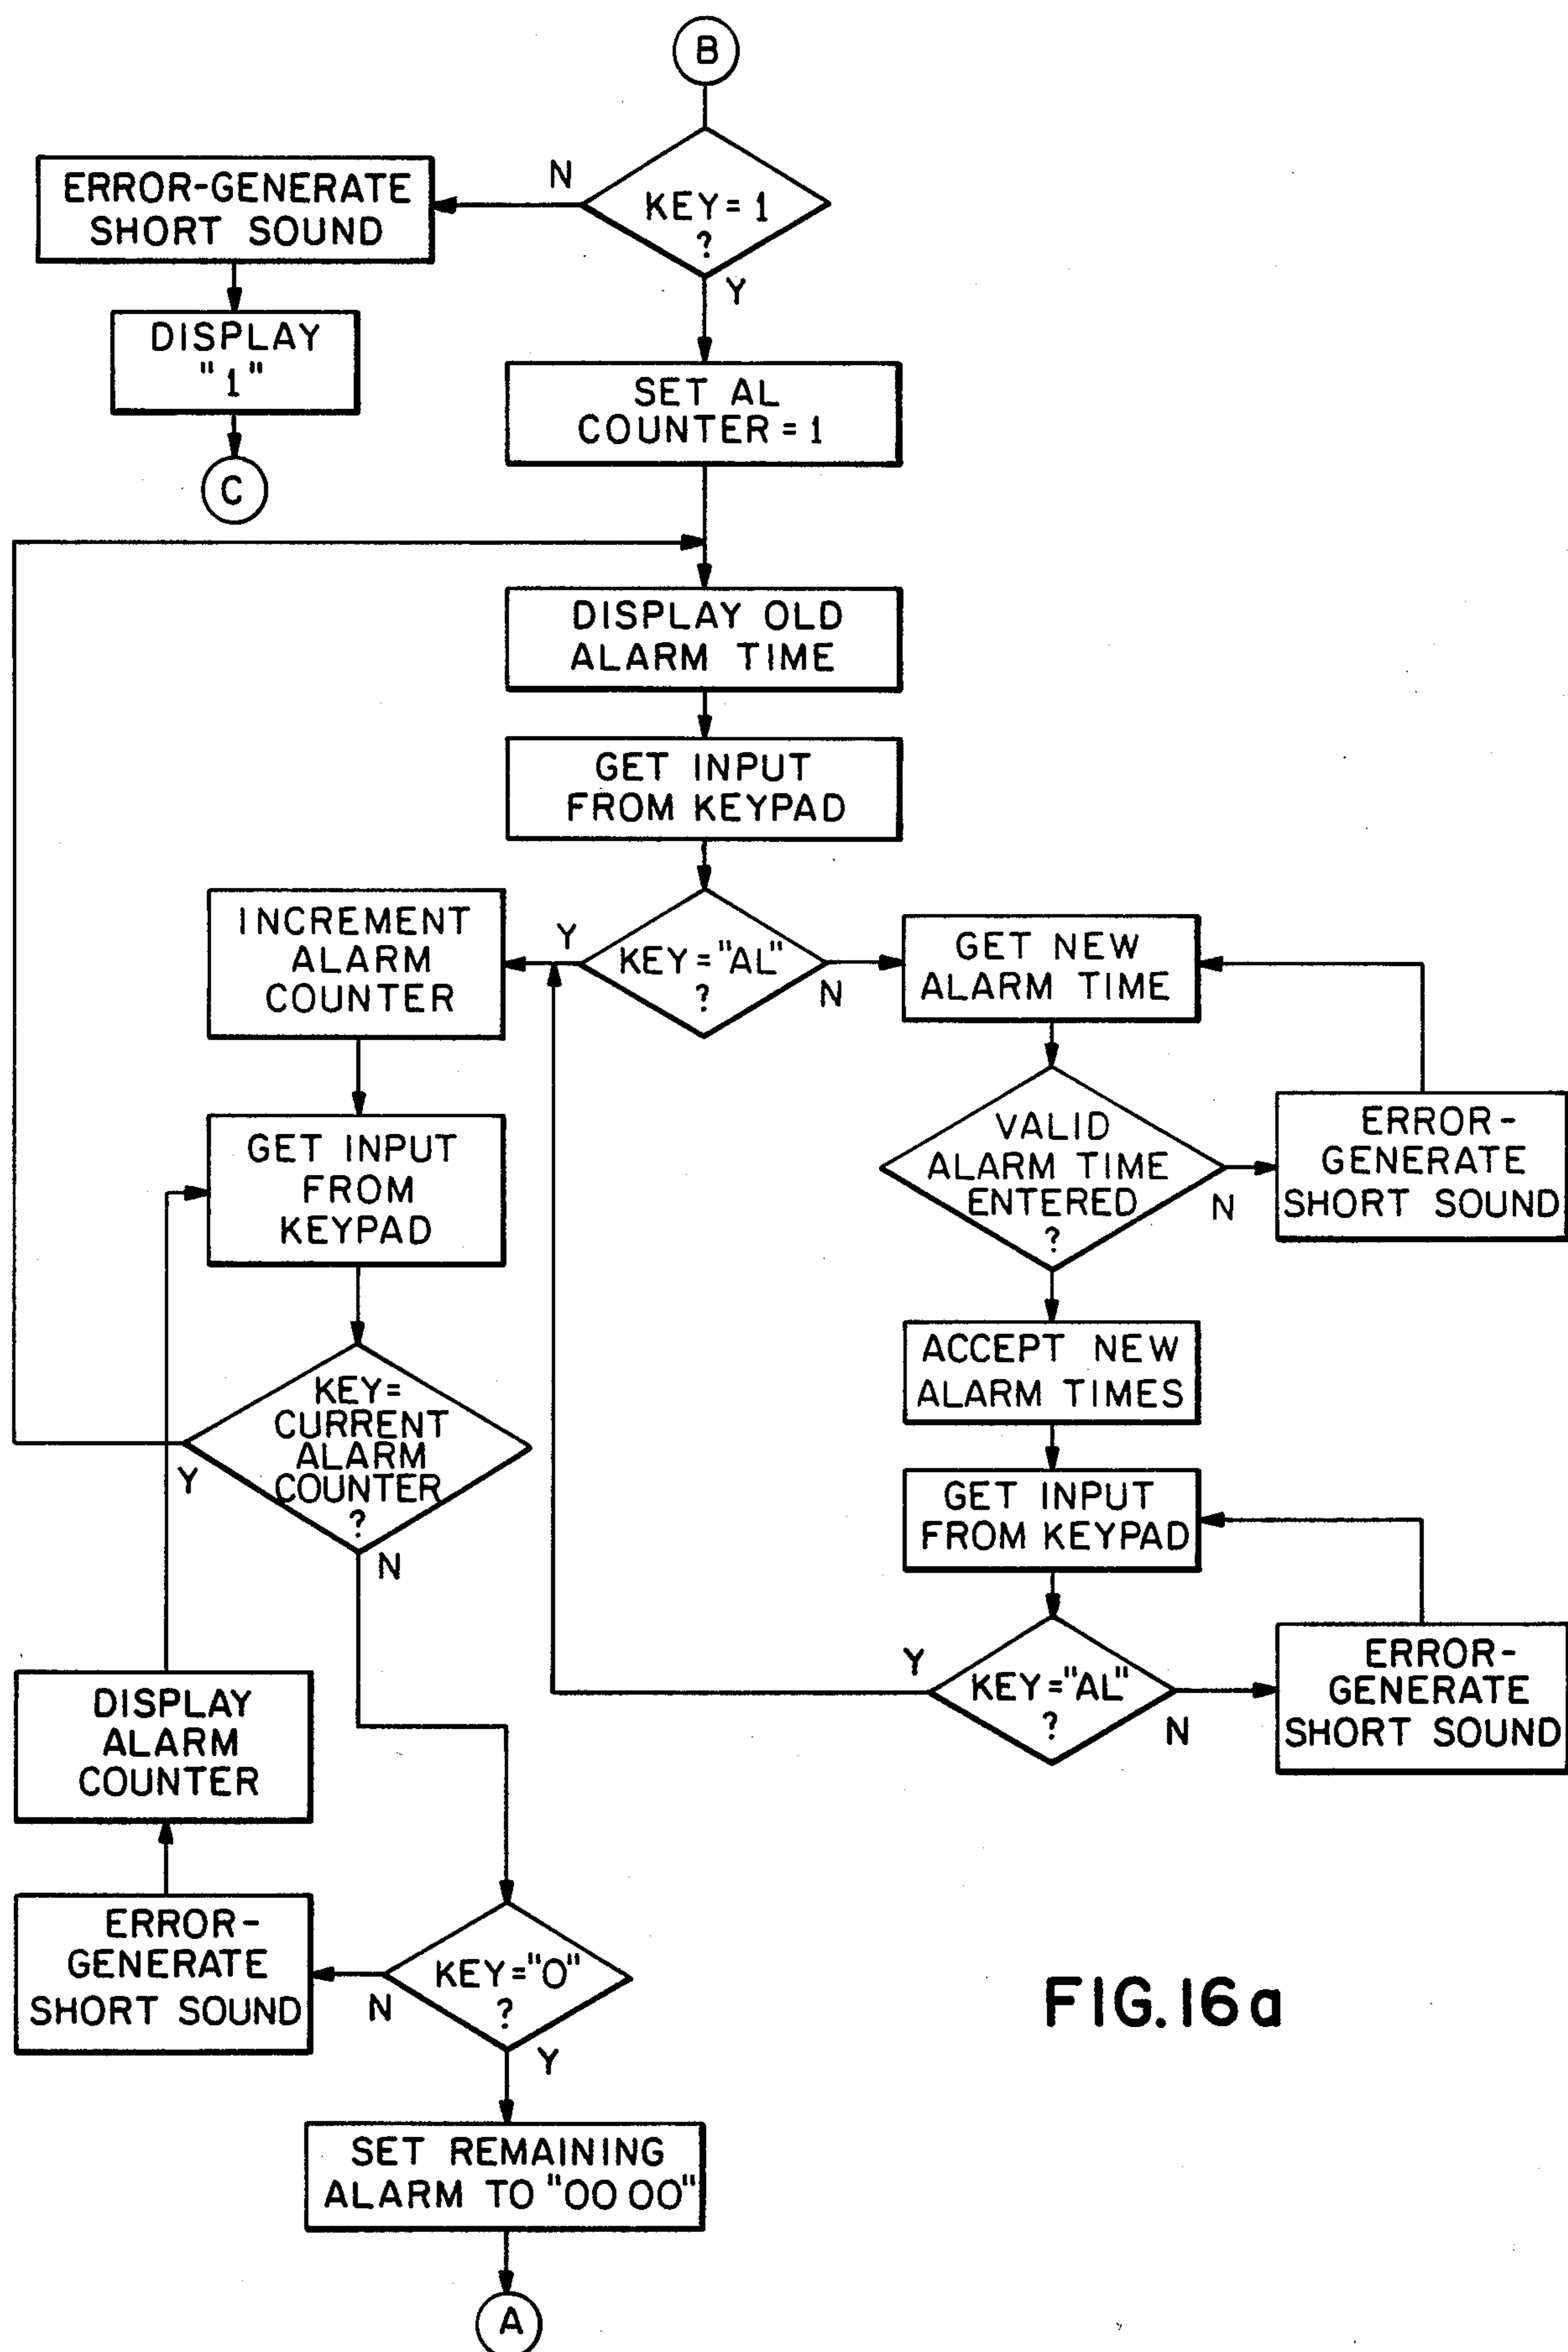 B
KEY = 1
?
N
Y
ERROR-GENERATE
SHORT SOUND
DISPLAY
"1"
C
SET AL
COUNTER = 1
DISPLAY OLD
ALARM TIME
GET INPUT
FROM KEYPAD
KEY = "AL"
?
Y
N
INCREMENT
ALARM
COUNTER
GET NEW
ALARM TIME
GET INPUT
FROM
KEYPAD
VALID
ALARM TIME
ENTERED
?
N
ERROR-
GENERATE
SHORT SOUND
ACCEPT NEW
ALARM TIMES
KEY =
CURRENT
ALARM
COUNTER
?
Y
N
GET INPUT
FROM KEYPAD
KEY = "AL"
?
Y
N
ERROR-
GENERATE
SHORT SOUND
DISPLAY
ALARM
COUNTER
ERROR-
GENERATE
SHORT SOUND
KEY = "0"
?
N
Y
SET REMAINING
ALARM TO "00 00"
A
FIG. 16a